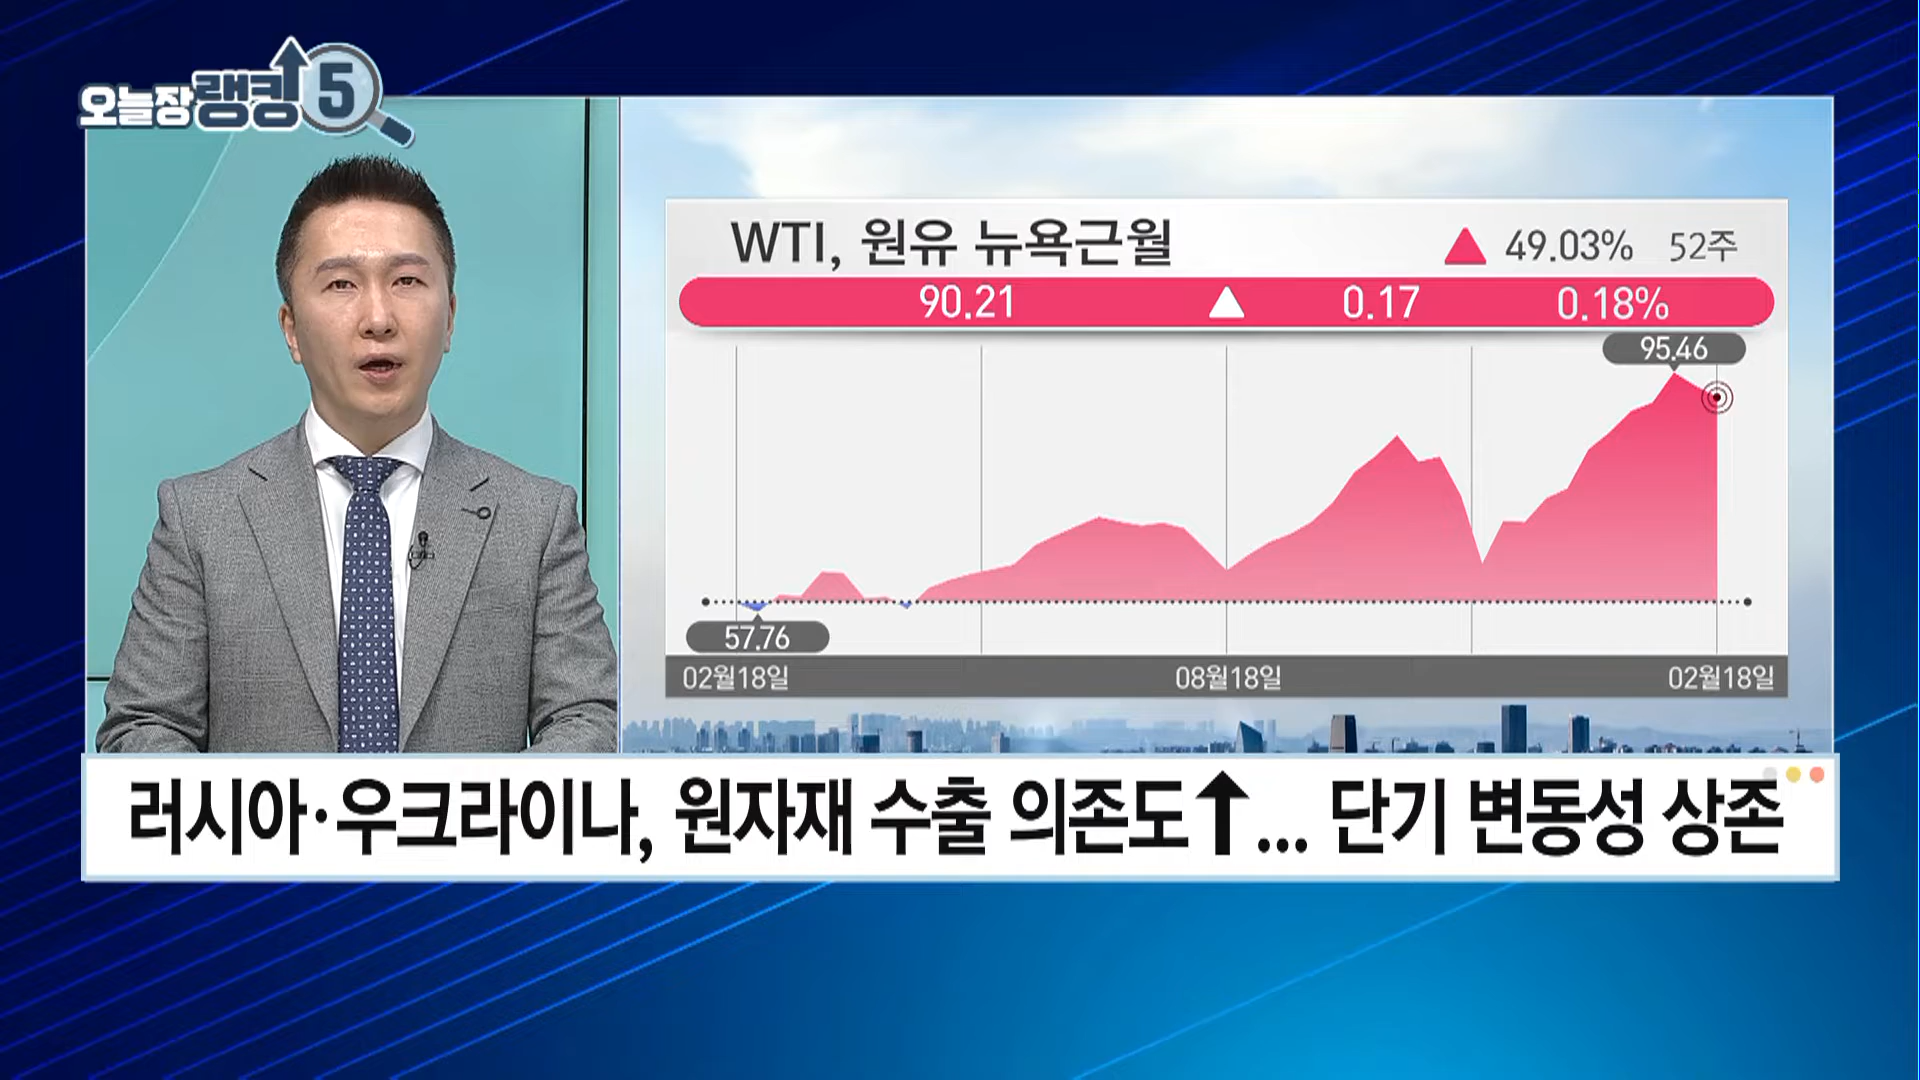 오늘장 랭킹 5
WTI, 원유 뉴욕근월 ▲ 49.03% 52주
90.21 ▲ 0.17 0.18%
95.46
57.76
02월18일 08월18일 02월18일
러시아·우크라이나, 원자재 수출 의존도↑... 단기 변동성 상존